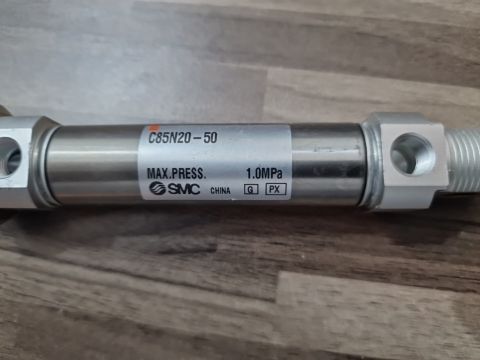 C85N20-50
MAX.PRESS. 1.0MPa
SMC CHINA G PX